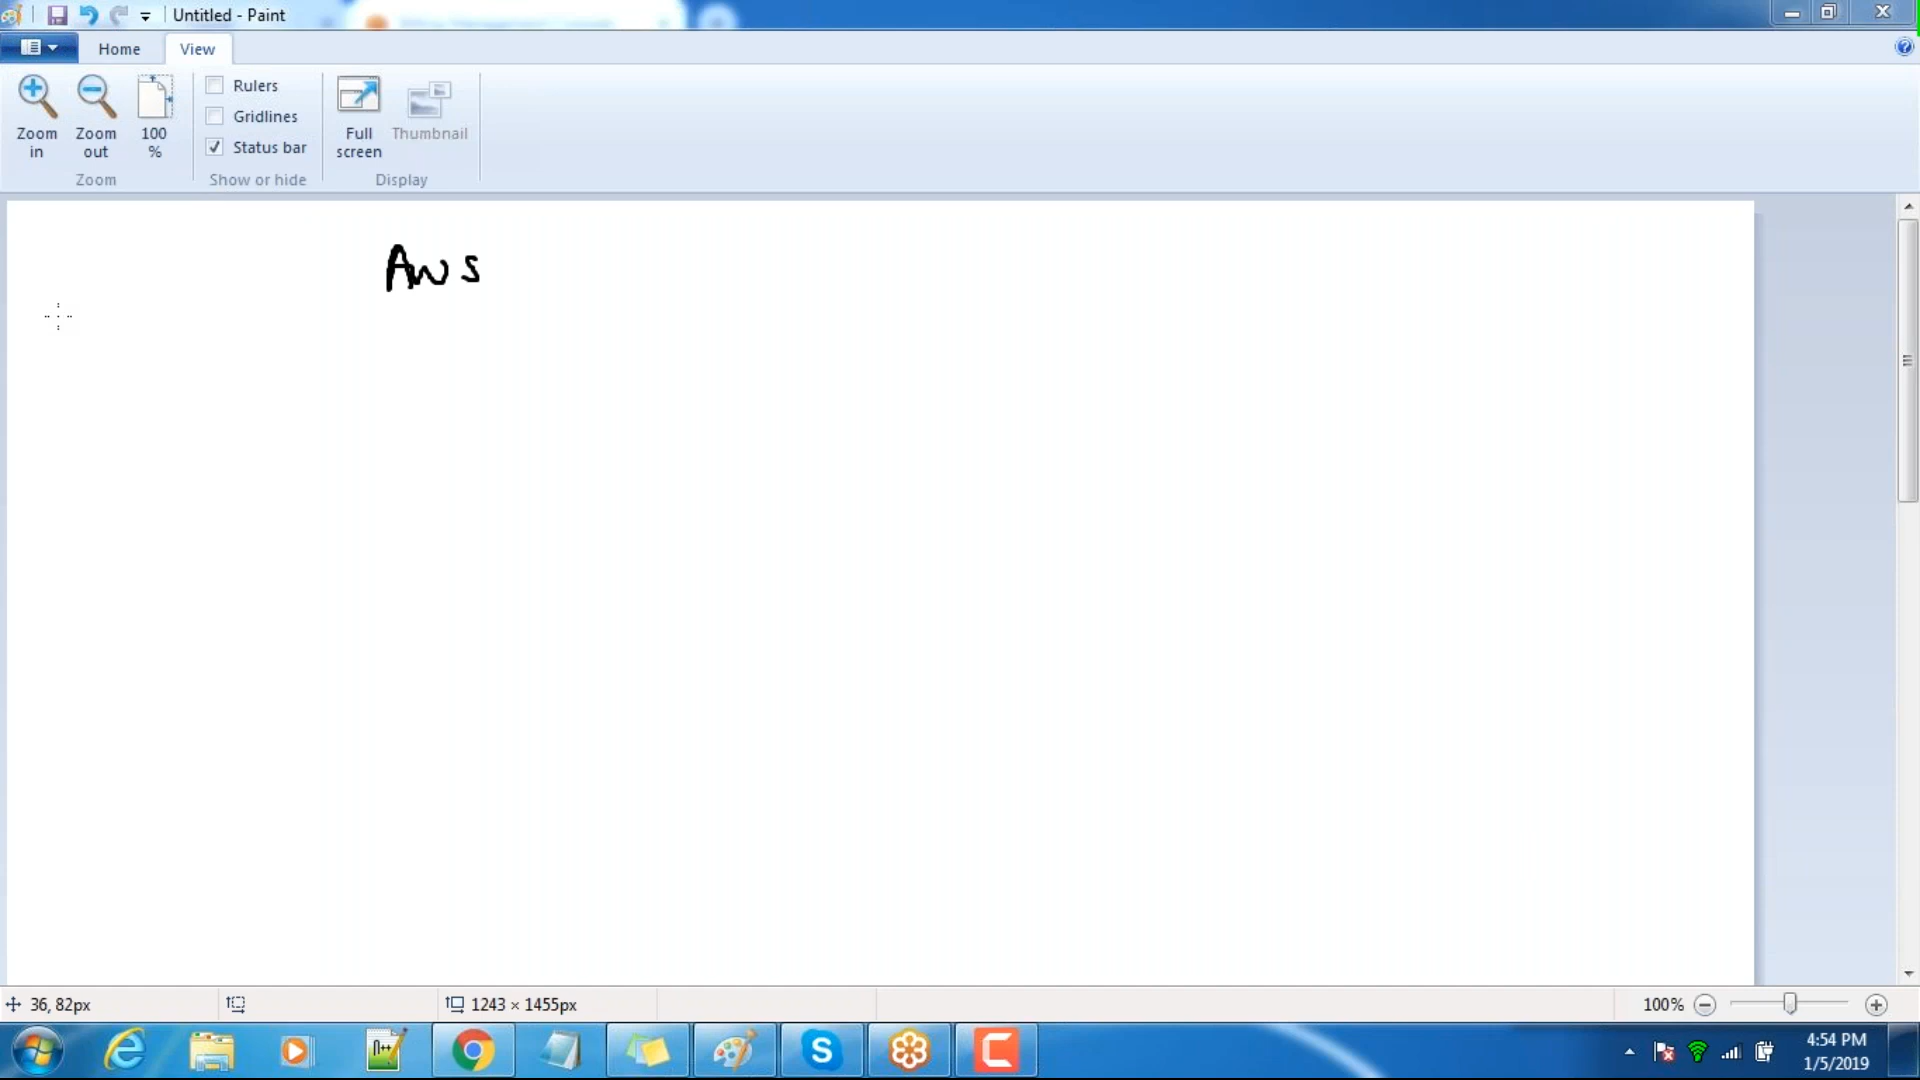 Untitled - Paint
Home View
Zoom in Zoom out 100 %
Rulers
Gridlines
Status bar
Full screen Thumbnail
Zoom Show or hide Display
Aws
36, 82px 1243 × 1455px 100%
4:54 PM
1/5/2019